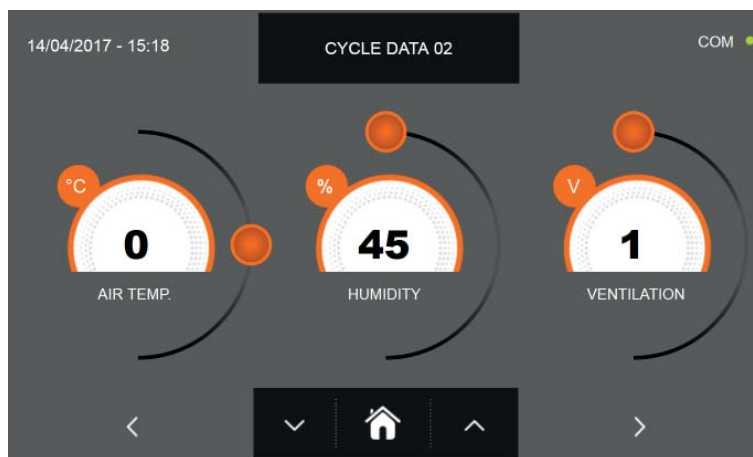 14/04/2017 - 15:18
CYCLE DATA 02
COM
°C
0
AIR TEMP.
%
45
HUMIDITY
V
1
VENTILATION